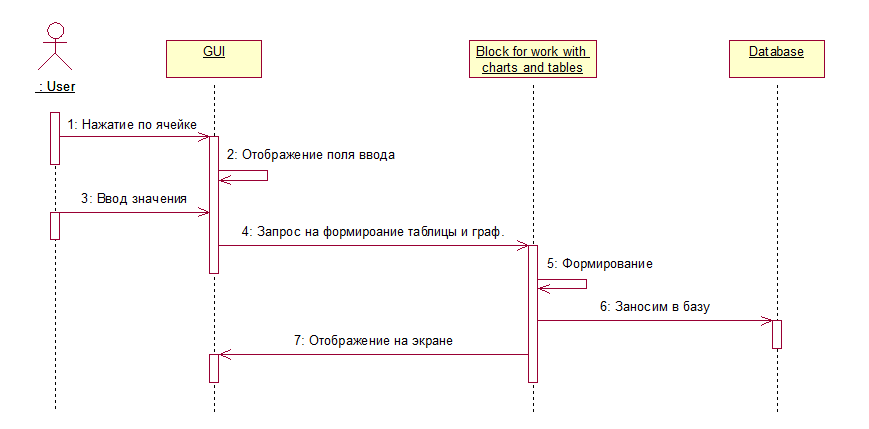 GUI
Block for work with
charts and tables
Database
: User
1: Нажатие по ячейке
2: Отображение поля ввода
3: Ввод значения
4: Запрос на формироание таблицы и граф.
5: Формирование
6: Заносим в базу
7: Отображение на экране